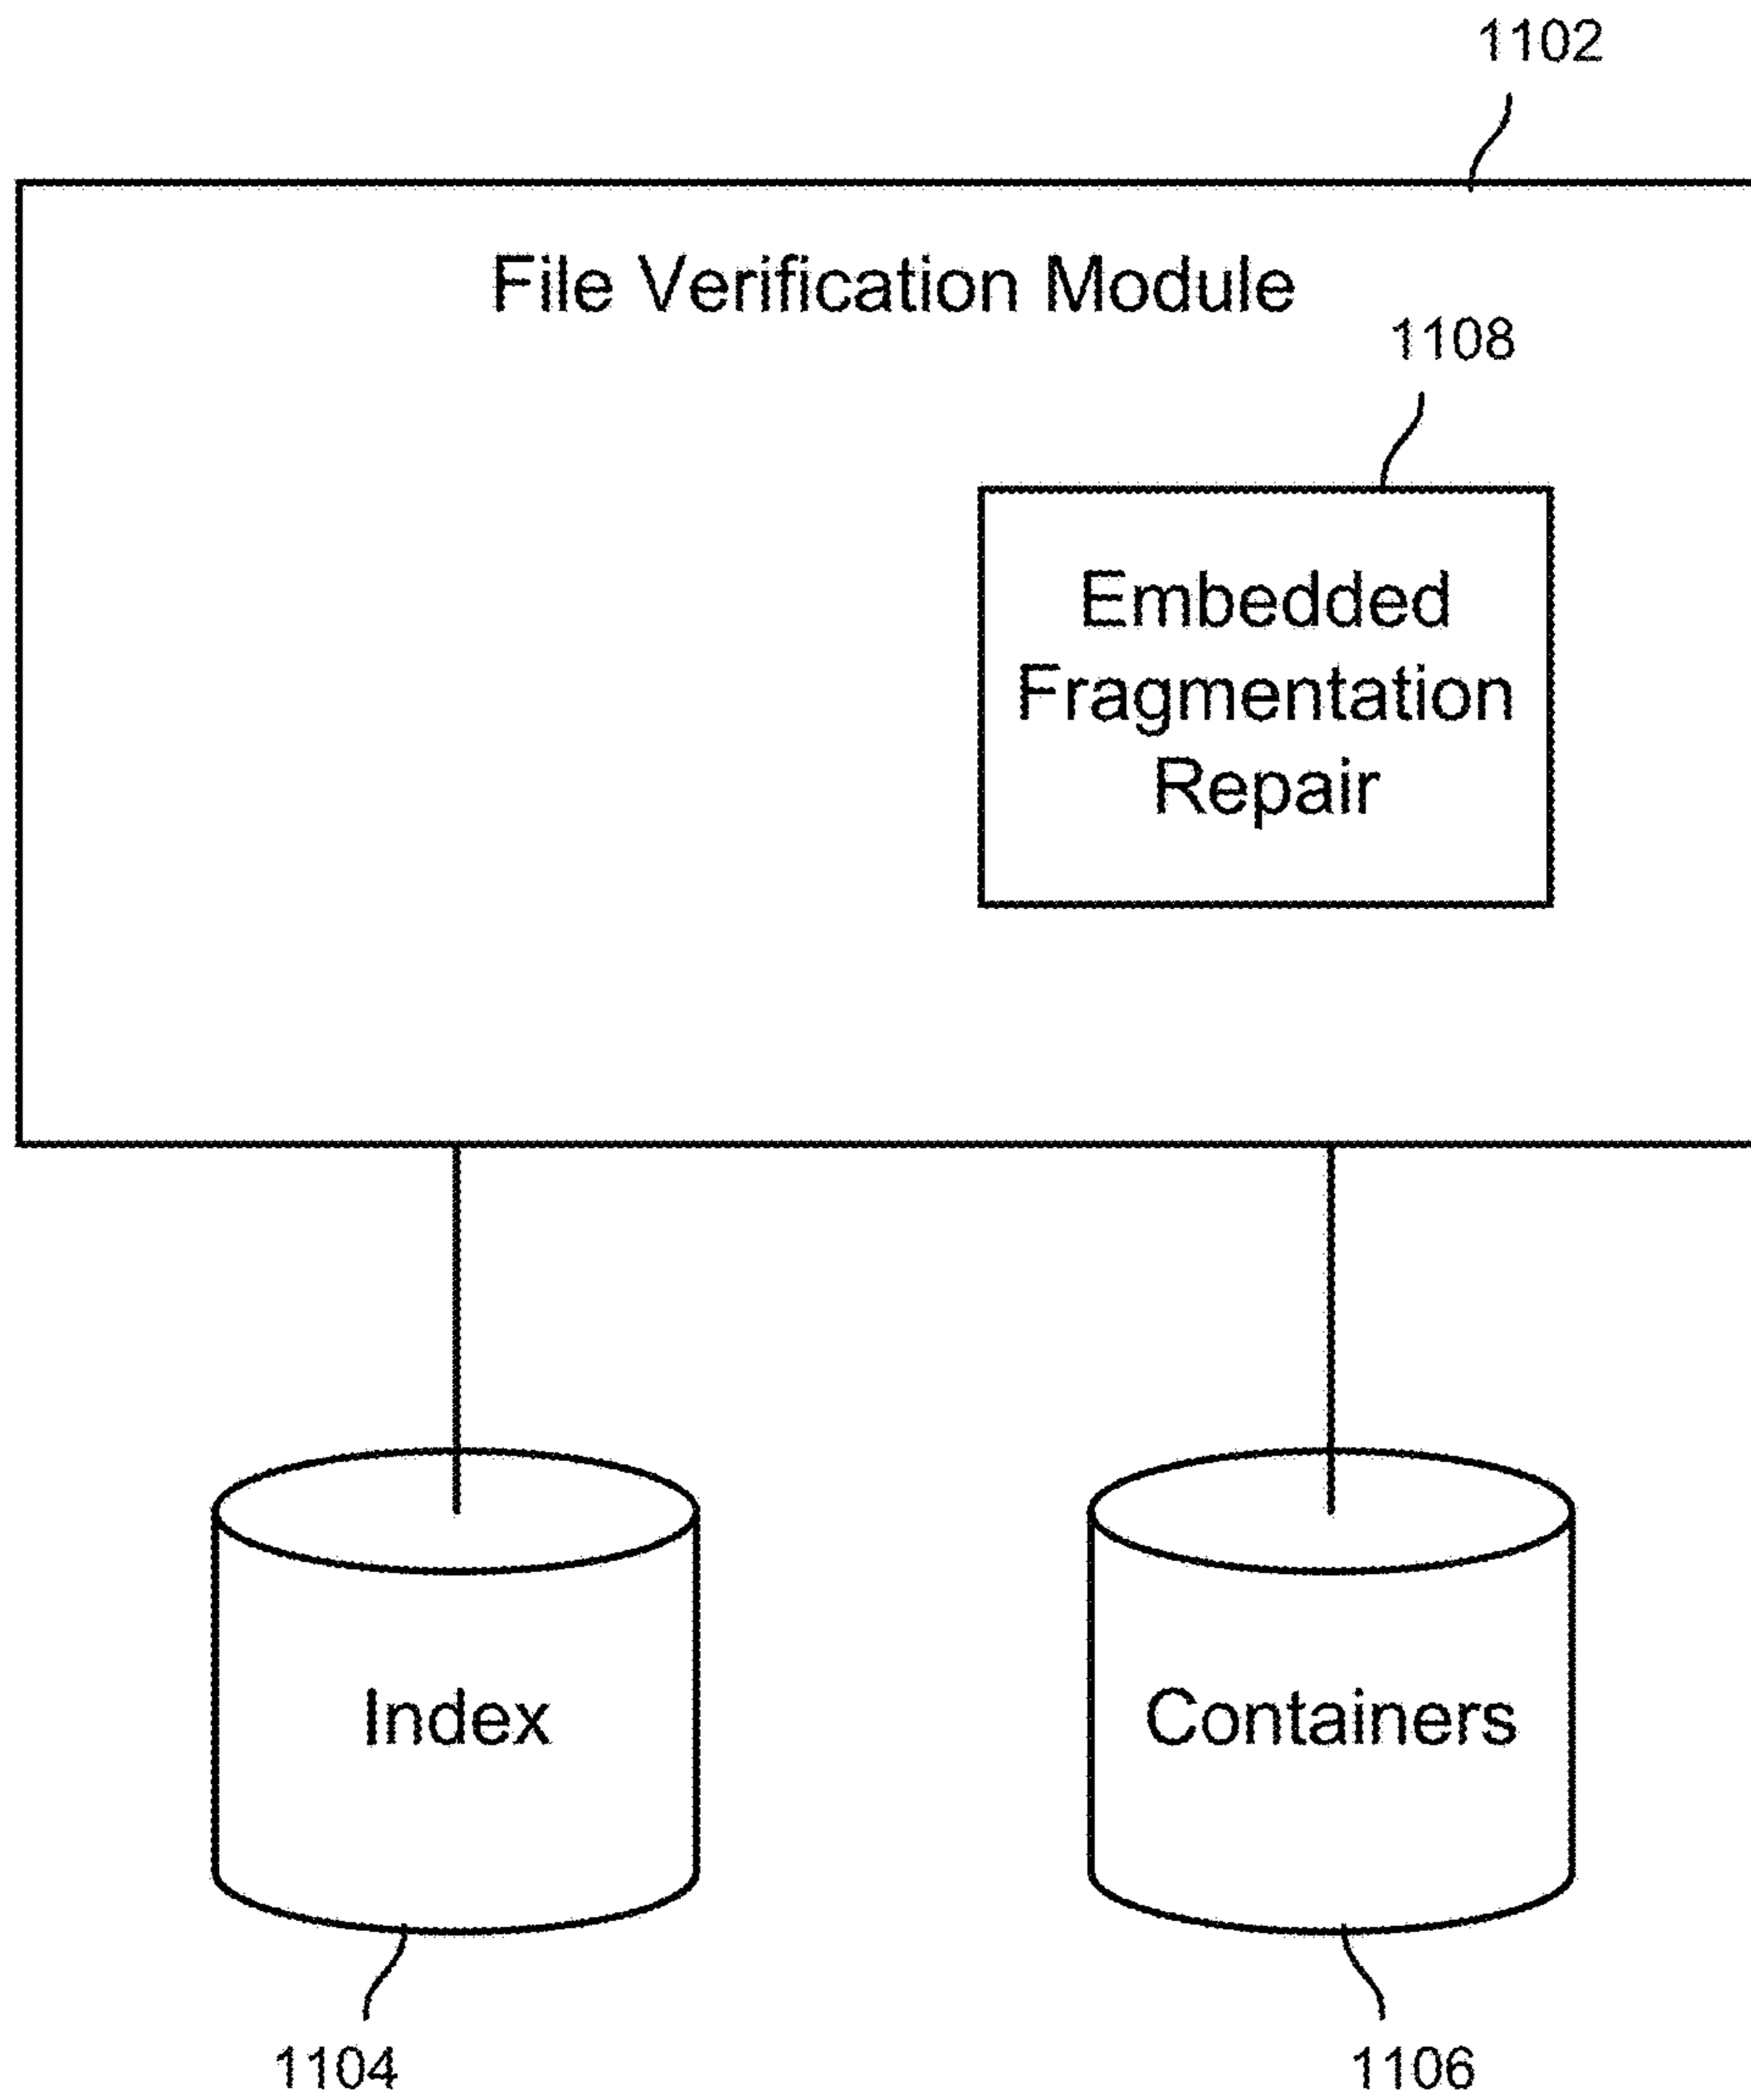 1102
File Verification Module
1108
Embedded
Fragmentation
Repair
Index
Containers
1104
1106